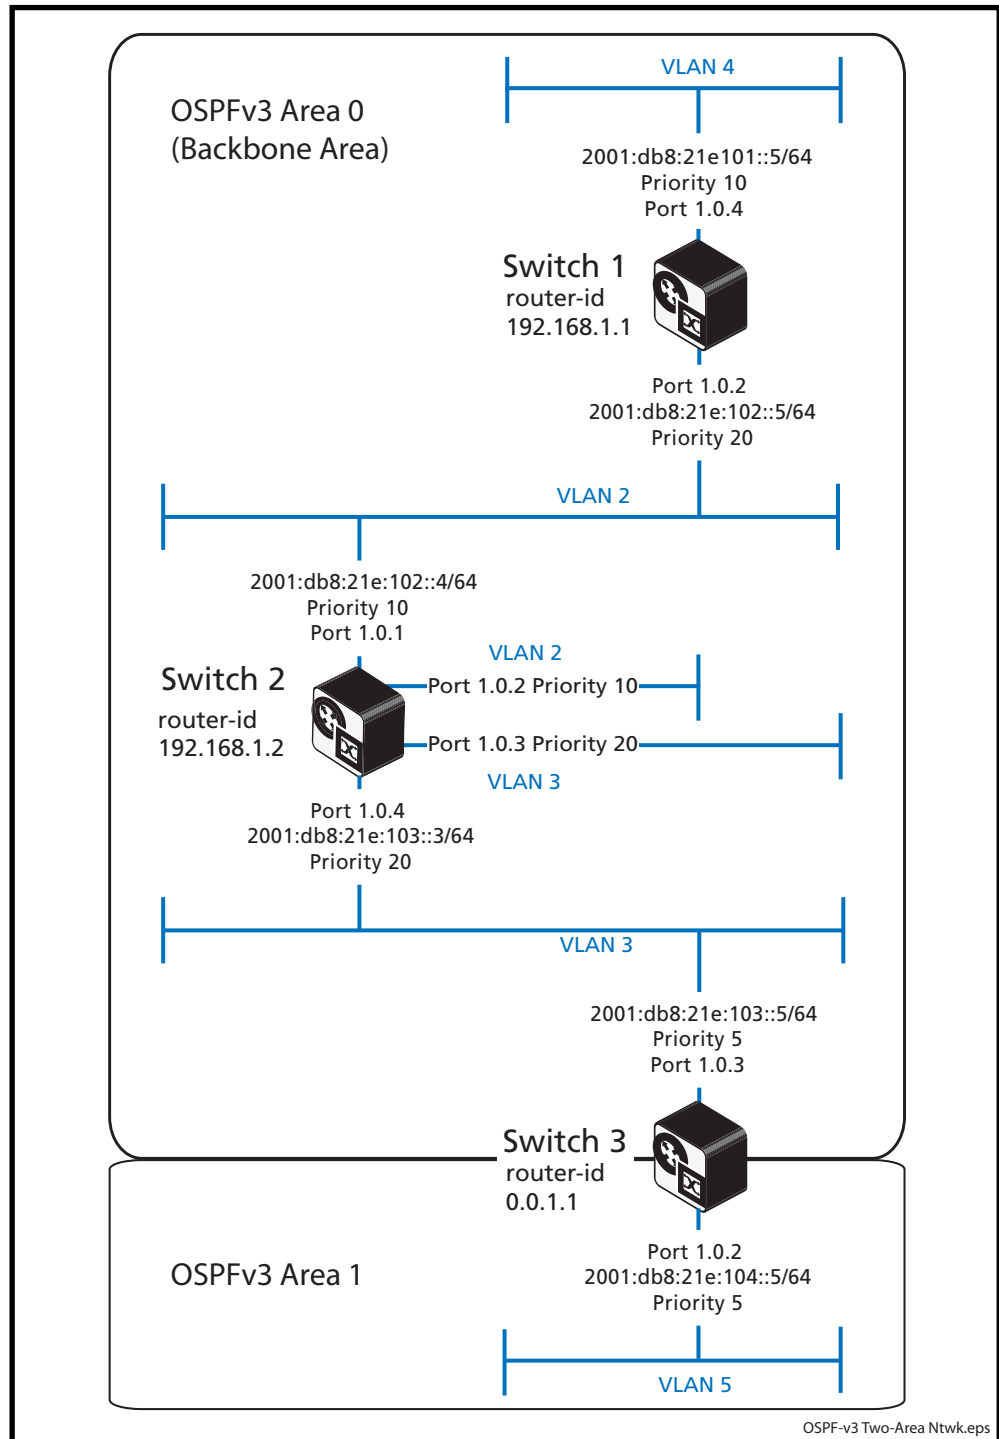 VLAN 4
OSPFv3 Area 0
(Backbone Area)
2001:db8:21e101::5/64
Priority 10
Port 1.0.4
Switch 1
router-id
192.168.1.1
Port 1.0.2
2001:db8:21e:102::5/64
Priority 20
VLAN 2
2001:db8:21e:102::4/64
Priority 10
Port 1.0.1
VLAN 2
Switch 2
router-id
192.168.1.2
Port 1.0.2 Priority 10
Port 1.0.3 Priority 20
VLAN 3
Port 1.0.4
2001:db8:21e:103::3/64
Priority 20
VLAN 3
2001:db8:21e:103::5/64
Priority 5
Port 1.0.3
Switch 3
router-id
0.0.1.1
OSPFv3 Area 1
Port 1.0.2
2001:db8:21e:104::5/64
Priority 5
VLAN 5
OSPF-v3 Two-Area Ntwk.eps